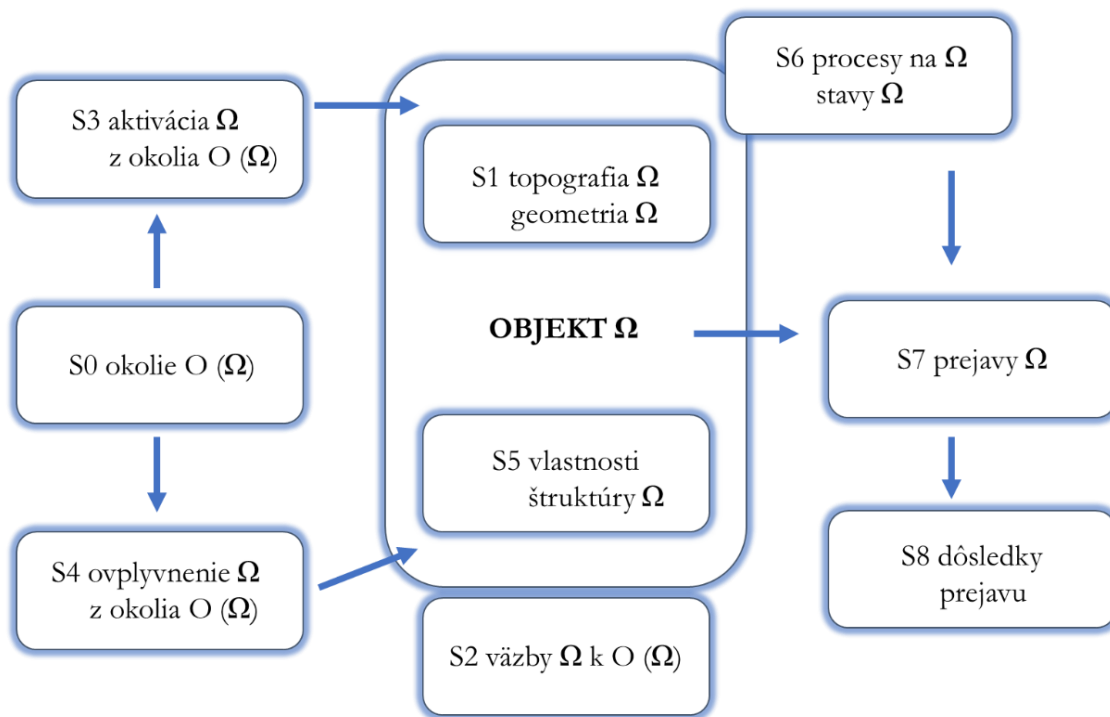 S6 procesy na Ω
stavy Ω
S3 aktivácia Ω
z okolia O (Ω)
S1 topografia Ω
geometria Ω
S0 okolie O (Ω)
OBJEKT Ω
S7 prejavy Ω
S5 vlastnosti
štruktúry Ω
S4 ovplyvnenie Ω
z okolia O (Ω)
S8 dôsledky
prejavu
S2 väzby Ω k O (Ω)